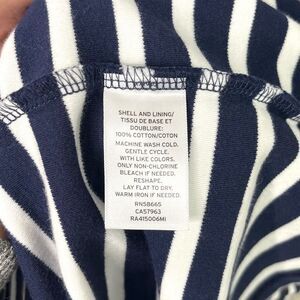 SHELL AND LINING/
TISSU DE BASE ET
DOUBLURE:
100% COTTON/COTON
MACHINE WASH COLD.
GENTLE CYCLE.
WITH LIKE COLORS.
ONLY NON-CHLORINE
BLEACH IF NEEDED.
RESHAPE,
LAY FLAT TO DRY.
WARM IRON IF NEEDED.
RN58665
CA57963
RA415006MI